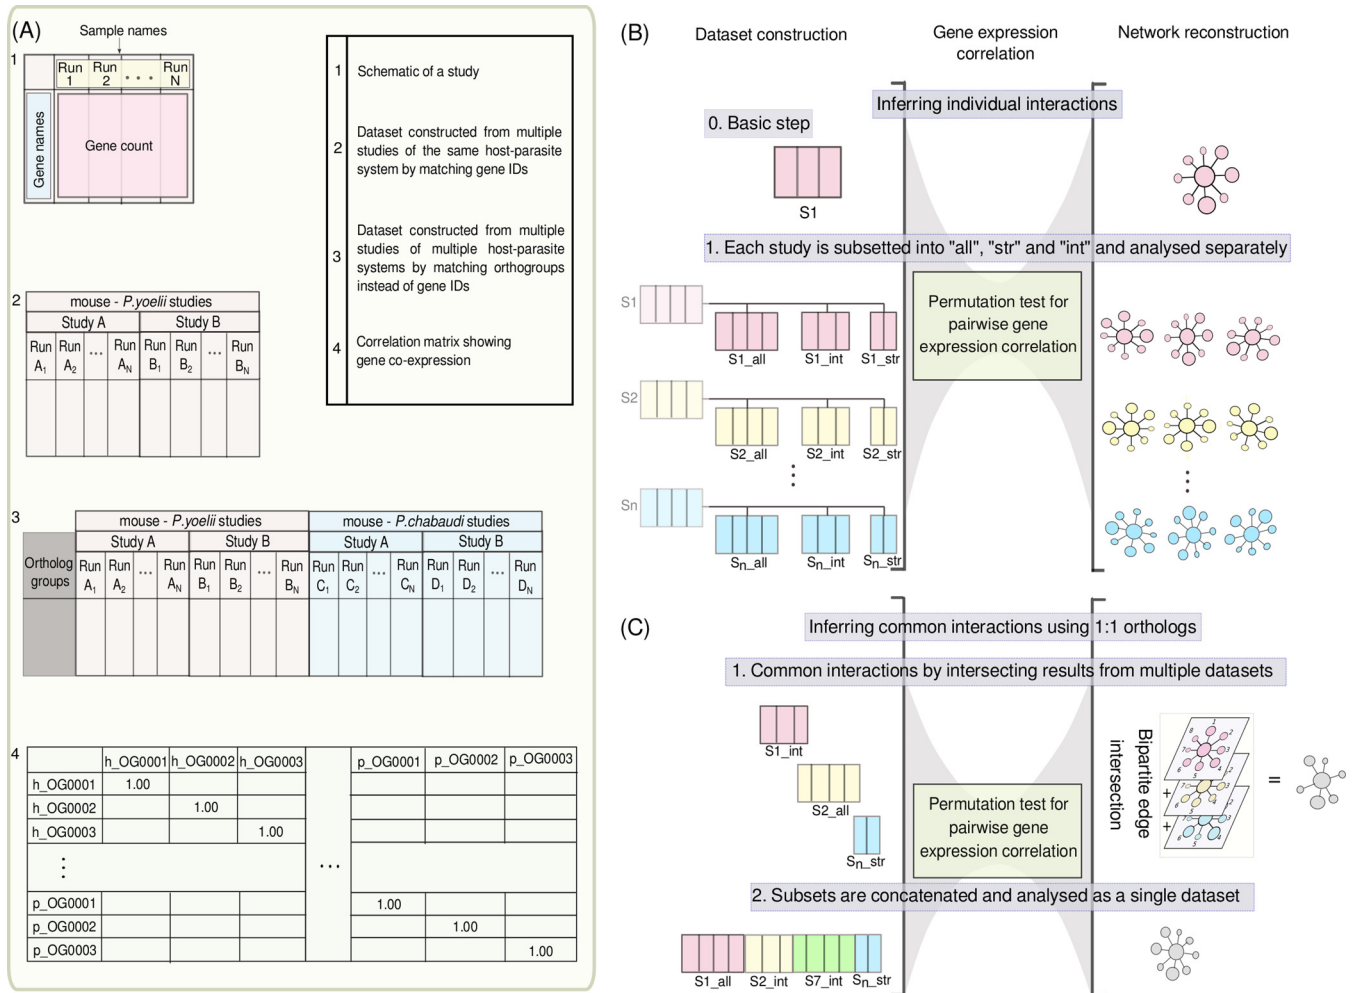 (A)
Sample names
1
Run 1
Run 2
...
Run N
Gene names
Gene count
1 Schematic of a study
2 Dataset constructed from multiple
studies of the same host-parasite
system by matching gene IDs
3 Dataset constructed from multiple
studies of multiple host-parasite
systems by matching orthogroups
instead of gene IDs
4 Correlation matrix showing
gene co-expression
2
mouse - P.yoelii studies
Study A Study B
Run A1 Run A2 ... Run AN Run B1 Run B2 ... Run BN
3
mouse - P.yoelii studies mouse - P.chabaudi studies
Study A Study B Study A Study B
Ortholog
groups
Run A1 Run A2 ... Run AN Run B1 Run B2 ... Run BN Run C1 Run C2 ... Run CN Run D1 Run D2 ... Run DN
4
h_OG0001 h_OG0002 h_OG0003 p_OG0001 p_OG0002 p_OG0003
h_OG0001 1.00
h_OG0002 1.00
h_OG0003 1.00
...
p_OG0001 1.00
p_OG0002 1.00
p_OG0003 1.00
(B)
Dataset construction
Gene expression
correlation
Network reconstruction
Inferring individual interactions
0. Basic step
S1
1. Each study is subsetted into "all", "str" and "int" and analysed separately
S1
S1_all S1_int S1_str
Permutation test for
pairwise gene
expression correlation
S2
S2_all S2_int S2_str
Sn
Sn_all Sn_int Sn_str
(C)
Inferring common interactions using 1:1 orthologs
1. Common interactions by intersecting results from multiple datasets
S1_int
S2_all
Sn_str
Permutation test for
pairwise gene
expression correlation
Bipartite edge
intersection
+
+
=
2. Subsets are concatenated and analysed as a single dataset
S1_all S2_int S7_int Sn_str